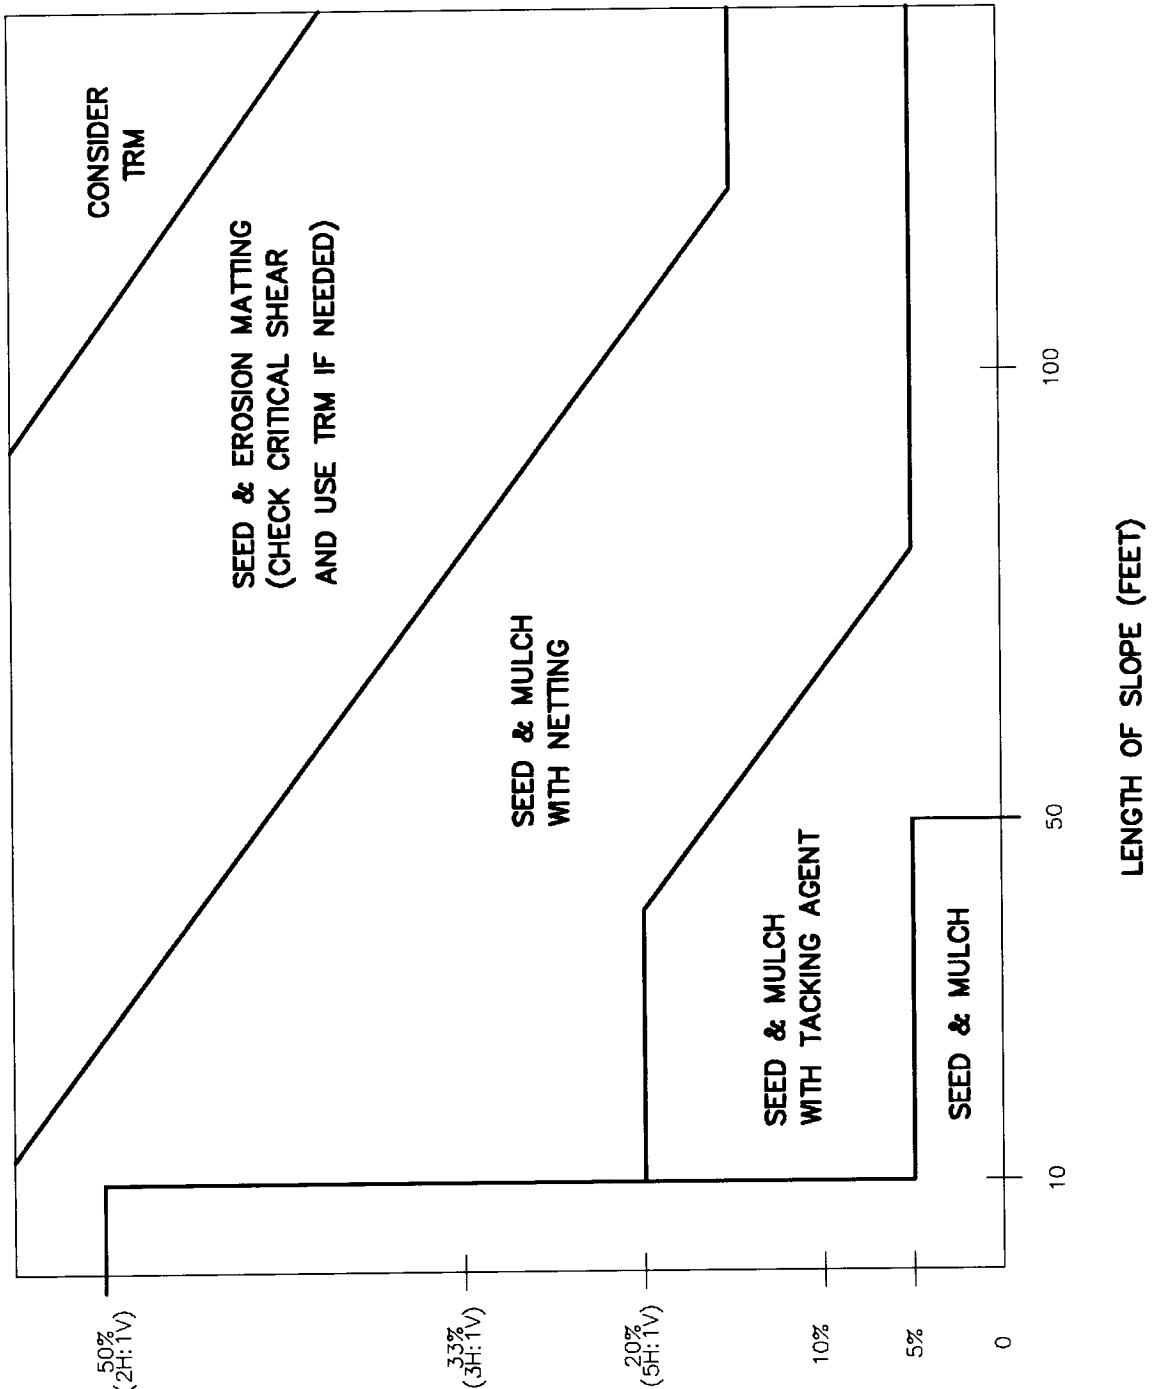 CONSIDER
TRM
SEED & EROSION MATTING
(CHECK CRITICAL SHEAR
AND USE TRM IF NEEDED)
SEED & MULCH
WITH NETTING
SEED & MULCH
WITH TACKING AGENT
SEED & MULCH
50%
(2H:1V)
33%
(3H:1V)
20%
(5H:1V)
10%
5%
0
10
50
100
LENGTH OF SLOPE (FEET)